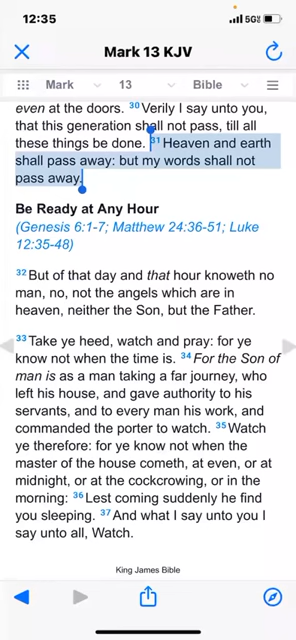 12:35
5G
Mark 13 KJV
Mark 13 Bible
even at the doors. 30 Verily I say unto you,
that this generation shall not pass, till all
these things be done. 31 Heaven and earth
shall pass away: but my words shall not
pass away.
Be Ready at Any Hour
(Genesis 6:1-7; Matthew 24:36-51; Luke
12:35-48)
32 But of that day and that hour knoweth no
man, no, not the angels which are in
heaven, neither the Son, but the Father.
33 Take ye heed, watch and pray: for ye
know not when the time is. 34 For the Son of
man is as a man taking a far journey, who
left his house, and gave authority to his
servants, and to every man his work, and
commanded the porter to watch. 35 Watch
ye therefore: for ye know not when the
master of the house cometh, at even, or at
midnight, or at the cockcrowing, or in the
morning: 36 Lest coming suddenly he find
you sleeping. 37 And what I say unto you I
say unto all, Watch.
King James Bible